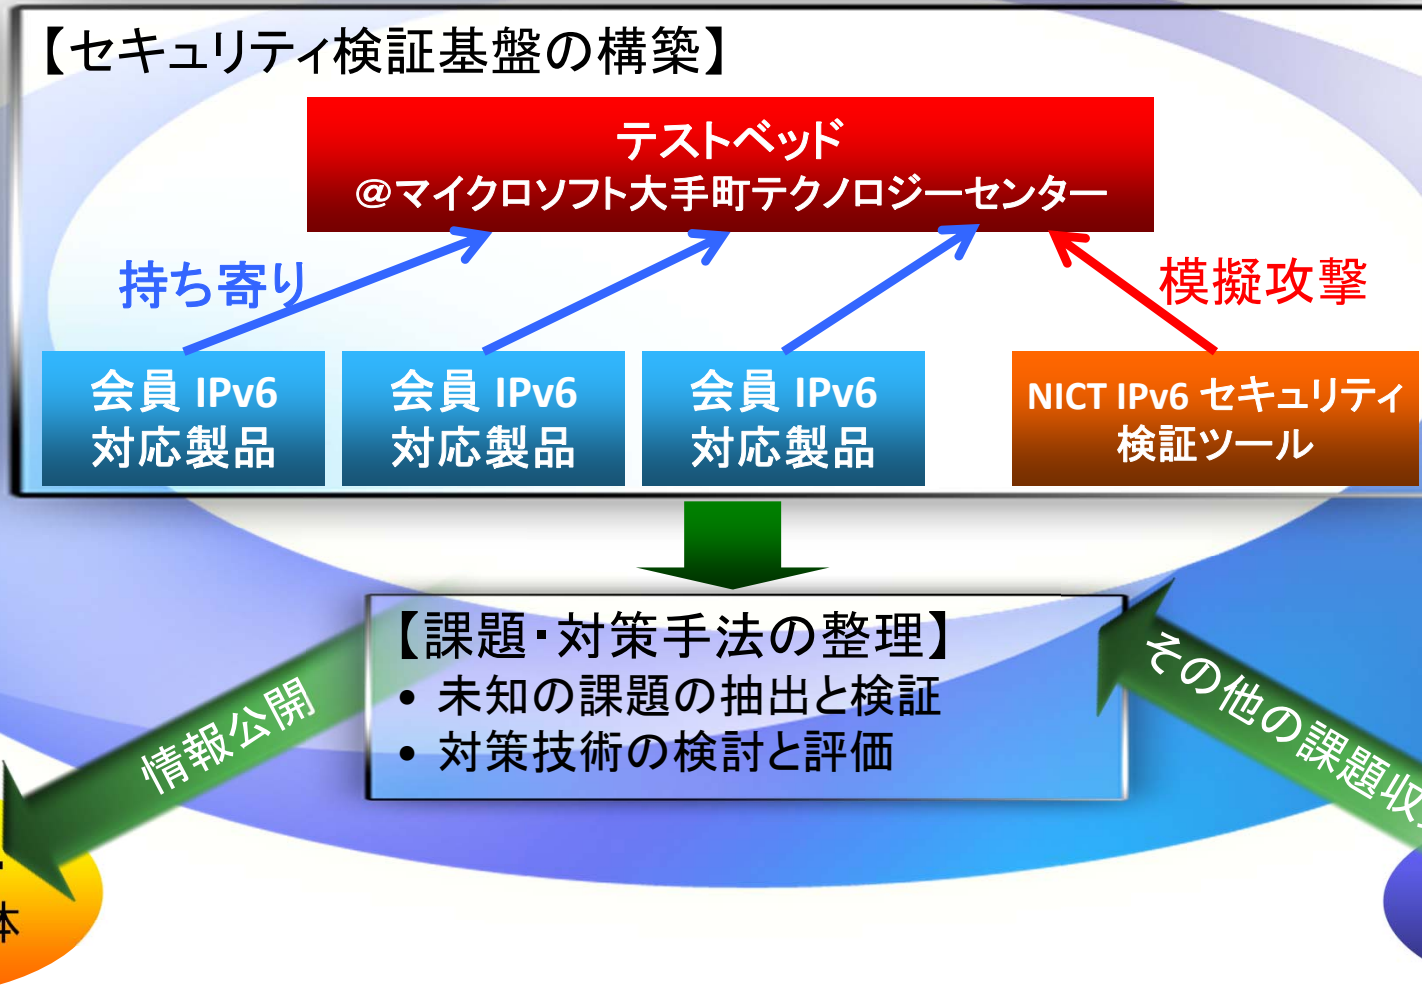 【セキュリティ検証基盤の構築】
テストベッド
@マイクロソフト大手町テクノロジーセンター
持ち寄り
模擬攻撃
会員 IPv6
対応製品
会員 IPv6
対応製品
会員 IPv6
対応製品
NICT IPv6 セキュリティ
検証ツール
【課題・対策手法の整理】
• 未知の課題の抽出と検証
• 対策技術の検討と評価
情報公開
その他の課題収
体